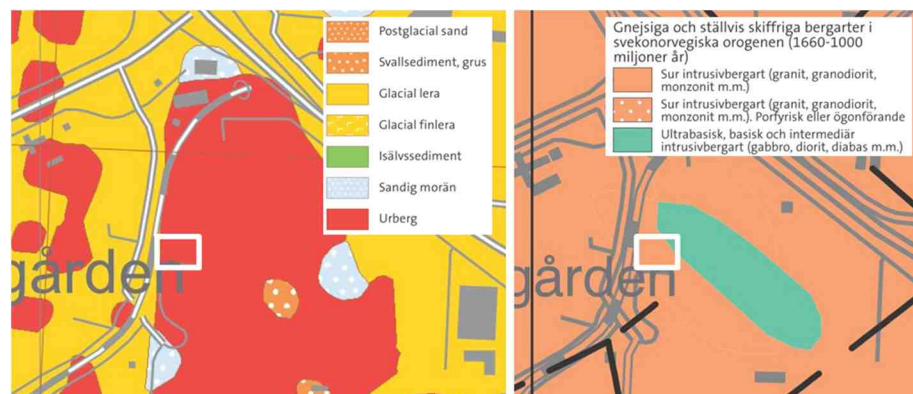 Postglacial sand
Svallsediment, grus
Glacial lera
Glacial finlera
Isälvssediment
Sandig morän
Urberg
gården
Gnejsiga och ställvis skiffriga bergarter i
svekonorvegiska orogenen (1660-1000
miljoner år)
Sur intrusivbergart (granit, granodiorit,
monzonit m.m.)
Sur intrusivbergart (granit, granodiorit,
monzonit m.m.). Porfyrisk eller ögonförande
Ultrabasisk, basisk och intermediär
intrusivbergart (gabbro, diorit, diabas m.m.)
gården